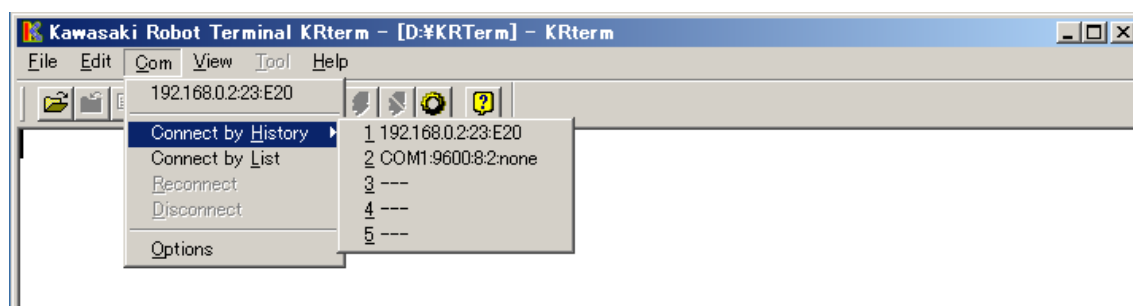 Kawasaki Robot Terminal KRterm – [D:¥KRTerm] – KRterm
File Edit Com View Tool Help
192.168.0.2:23:E20
Connect by History
1 192.168.0.2:23:E20
Connect by List
2 COM1:9600:8:2:none
Reconnect
3 ---
Disconnect
4 ---
5 ---
Options